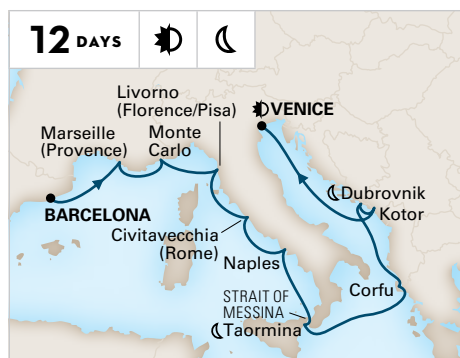 12 DAYS
Livorno
(Florence/Pisa)
VENICE
Marseille
(Provence)
Monte
Carlo
Dubrovnik
Kotor
BARCELONA
Civitavecchia
(Rome)
Naples
Corfu
STRAIT OF
MESSINA
Taormina